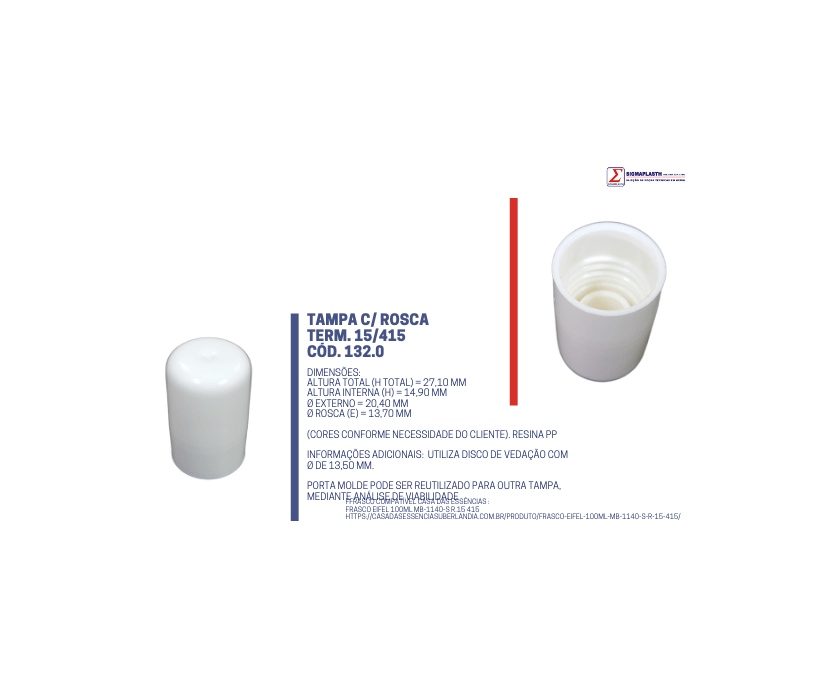 SIGMAPLASTH
TAMPA C/ ROSCA
TERM. 15/415
CÓD. 132.0
DIMENSÕES:
ALTURA TOTAL (H TOTAL) = 27,10 MM
ALTURA INTERNA (H) = 14,90 MM
Ø EXTERNO = 20,40 MM
Ø ROSCA (E) = 13,70 MM
(CORES CONFORME NECESSIDADE DO CLIENTE). RESINA PP
INFORMAÇÕES ADICIONAIS: UTILIZA DISCO DE VEDAÇÃO COM
Ø DE 13,50 MM.
PORTA MOLDE PODE SER REUTILIZADO PARA OUTRA TAMPA,
MEDIANTE ANÁLISE DE VIABILIDADE
FFRASCO COMPATIVEL CASA DAS ESSÊNCIAS :
FRASCO EIFEL 100ML MB-1140-S R.15 415
HTTPS://CASADASESSENCIASUBERLANDIA.COM.BR/PRODUTO/FRASCO-EIFEL-100ML-MB-1140-S-R-15-415/